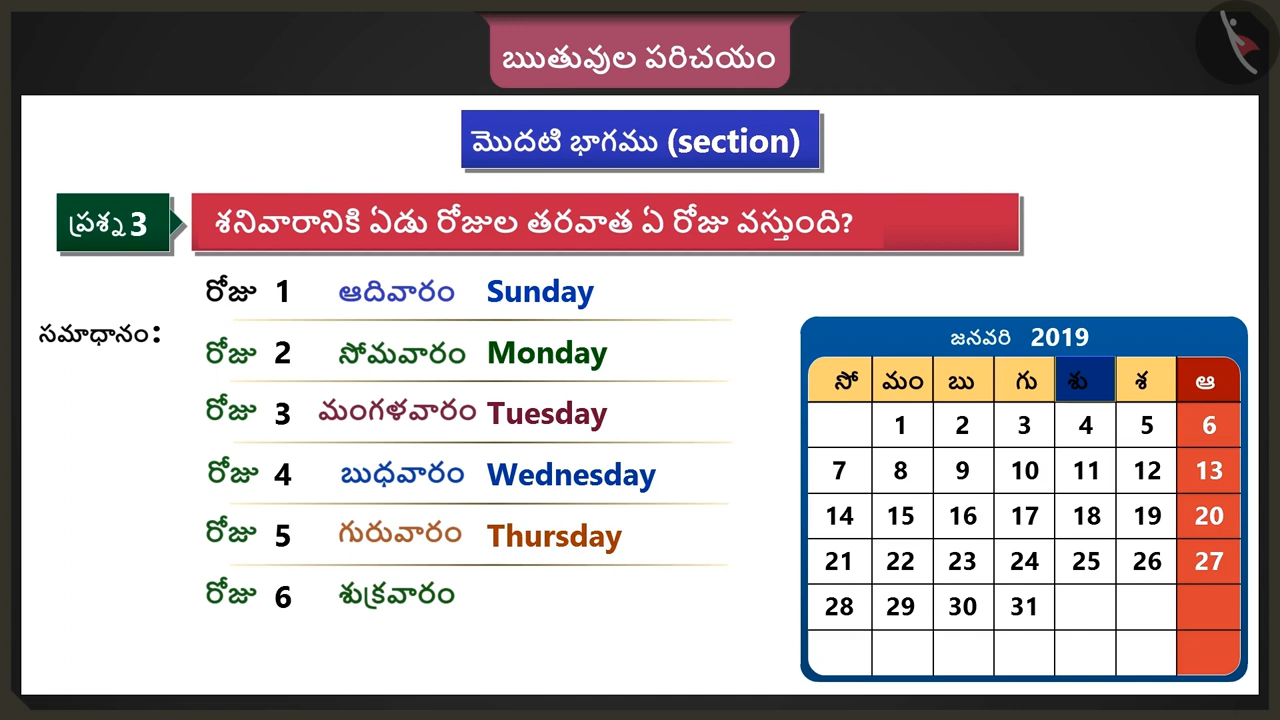 ఋతువుల పరిచయం
మొదటి భాగము (section)
ప్రశ్న 3
శనివారానికి ఏడు రోజుల తరవాత ఏ రోజు వస్తుంది?
సమాధానం:
రోజు 1 ఆదివారం Sunday
రోజు 2 సోమవారం Monday
రోజు 3 మంగళవారం Tuesday
రోజు 4 బుధవారం Wednesday
రోజు 5 గురువారం Thursday
రోజు 6 శుక్రవారం
జనవరి 2019
సో మం బు గు శు శ ఆ
1 2 3 4 5 6
7 8 9 10 11 12 13
14 15 16 17 18 19 20
21 22 23 24 25 26 27
28 29 30 31